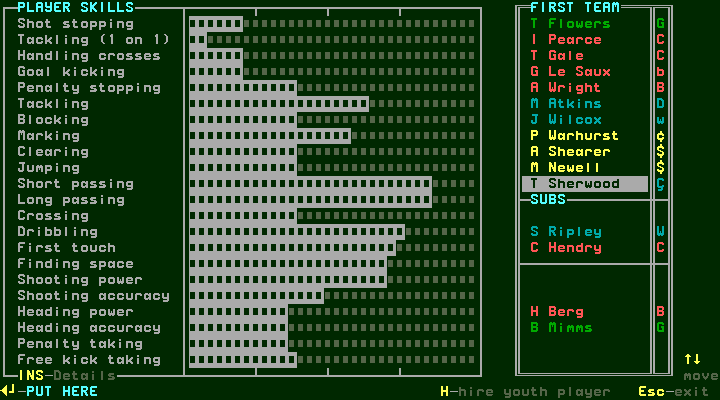 PLAYER SKILLS
Shot stopping
Tackling (1 on 1)
Handling crosses
Goal kicking
Penalty stopping
Tackling
Blocking
Marking
Clearing
Jumping
Short passing
Long passing
Crossing
Dribbling
First touch
Finding space
Shooting power
Shooting accuracy
Heading power
Heading accuracy
Penalty taking
Free kick taking
INS-Details
-PUT HERE
FIRST TEAM
T Flowers G
I Pearce C
T Gale C
G Le Saux b
A Wright B
M Atkins D
J Wilcox w
P Warhurst ¢
A Shearer $
M Newell $
T Sherwood
SUBS
S Ripley W
C Hendry C
H Berg B
B Mimms G
↑↓
move
H-hire youth player Esc-exit